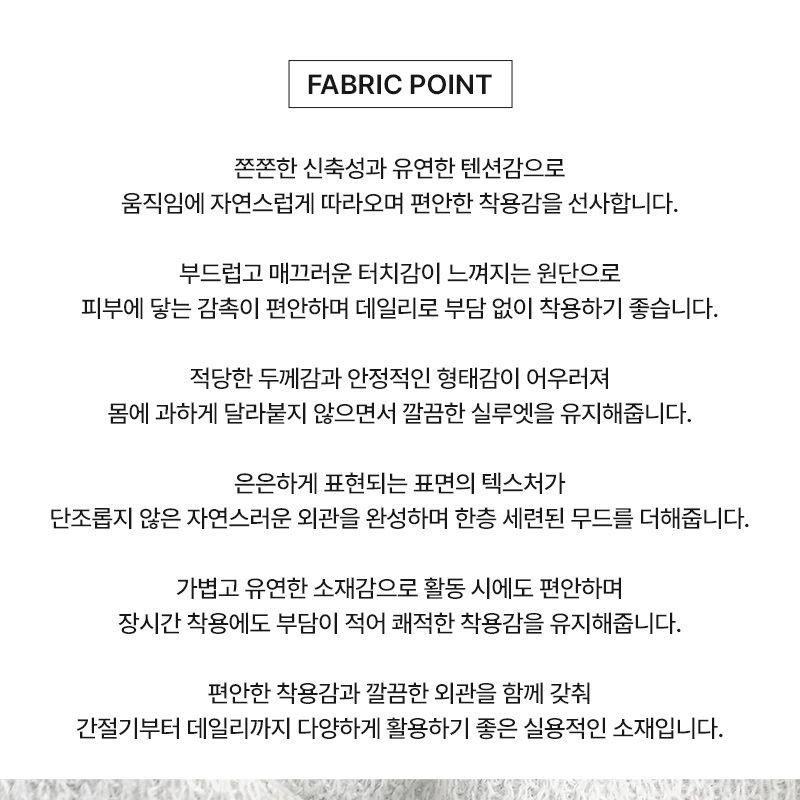 FABRIC POINT
쫀쫀한 신축성과 유연한 텐션감으로
움직임에 자연스럽게 따라오며 편안한 착용감을 선사합니다.
부드럽고 매끄러운 터치감이 느껴지는 원단으로
피부에 닿는 감촉이 편안하며 데일리로 부담 없이 착용하기 좋습니다.
적당한 두께감과 안정적인 형태감이 어우러져
몸에 과하게 달라붙지 않으면서 깔끔한 실루엣을 유지해줍니다.
은은하게 표현되는 표면의 텍스처가
단조롭지 않은 자연스러운 외관을 완성하며 한층 세련된 무드를 더해줍니다.
가볍고 유연한 소재감으로 활동 시에도 편안하며
장시간 착용에도 부담이 적어 쾌적한 착용감을 유지해줍니다.
편안한 착용감과 깔끔한 외관을 함께 갖춰
간절기부터 데일리까지 다양하게 활용하기 좋은 실용적인 소재입니다.